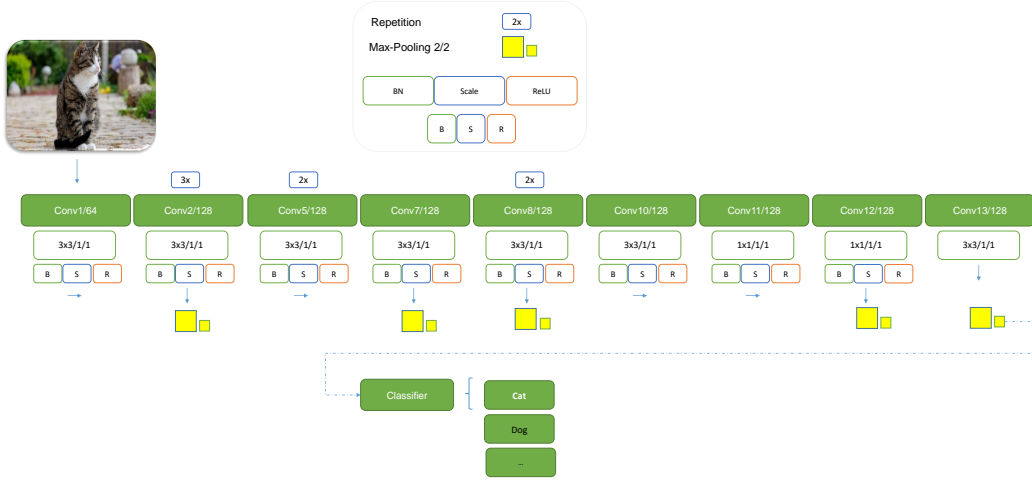 Repetition 2x
Max-Pooling 2/2
BN Scale ReLU
B S R
3x 2x 2x
Conv1/64 Conv2/128 Conv5/128 Conv7/128 Conv8/128 Conv10/128 Conv11/128 Conv12/128 Conv13/128
3x3/1/1 3x3/1/1 3x3/1/1 3x3/1/1 3x3/1/1 3x3/1/1 1x1/1/1 1x1/1/1 3x3/1/1
B S R B S R B S R B S R B S R B S R B S R B S R
Classifier Cat
Dog
...